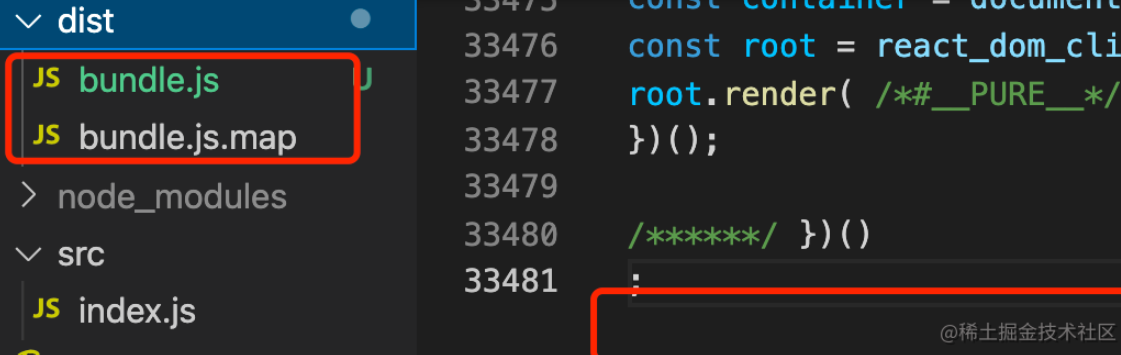 dist
JS bundle.js U
JS bundle.js.map
node_modules
src
JS index.js
33475 const container = document
33476 const root = react_dom_cli
33477 root.render( /*#__PURE__*/
33478 })();
33479
33480 /******/ })()
33481 ;
@稀土掘金技术社区